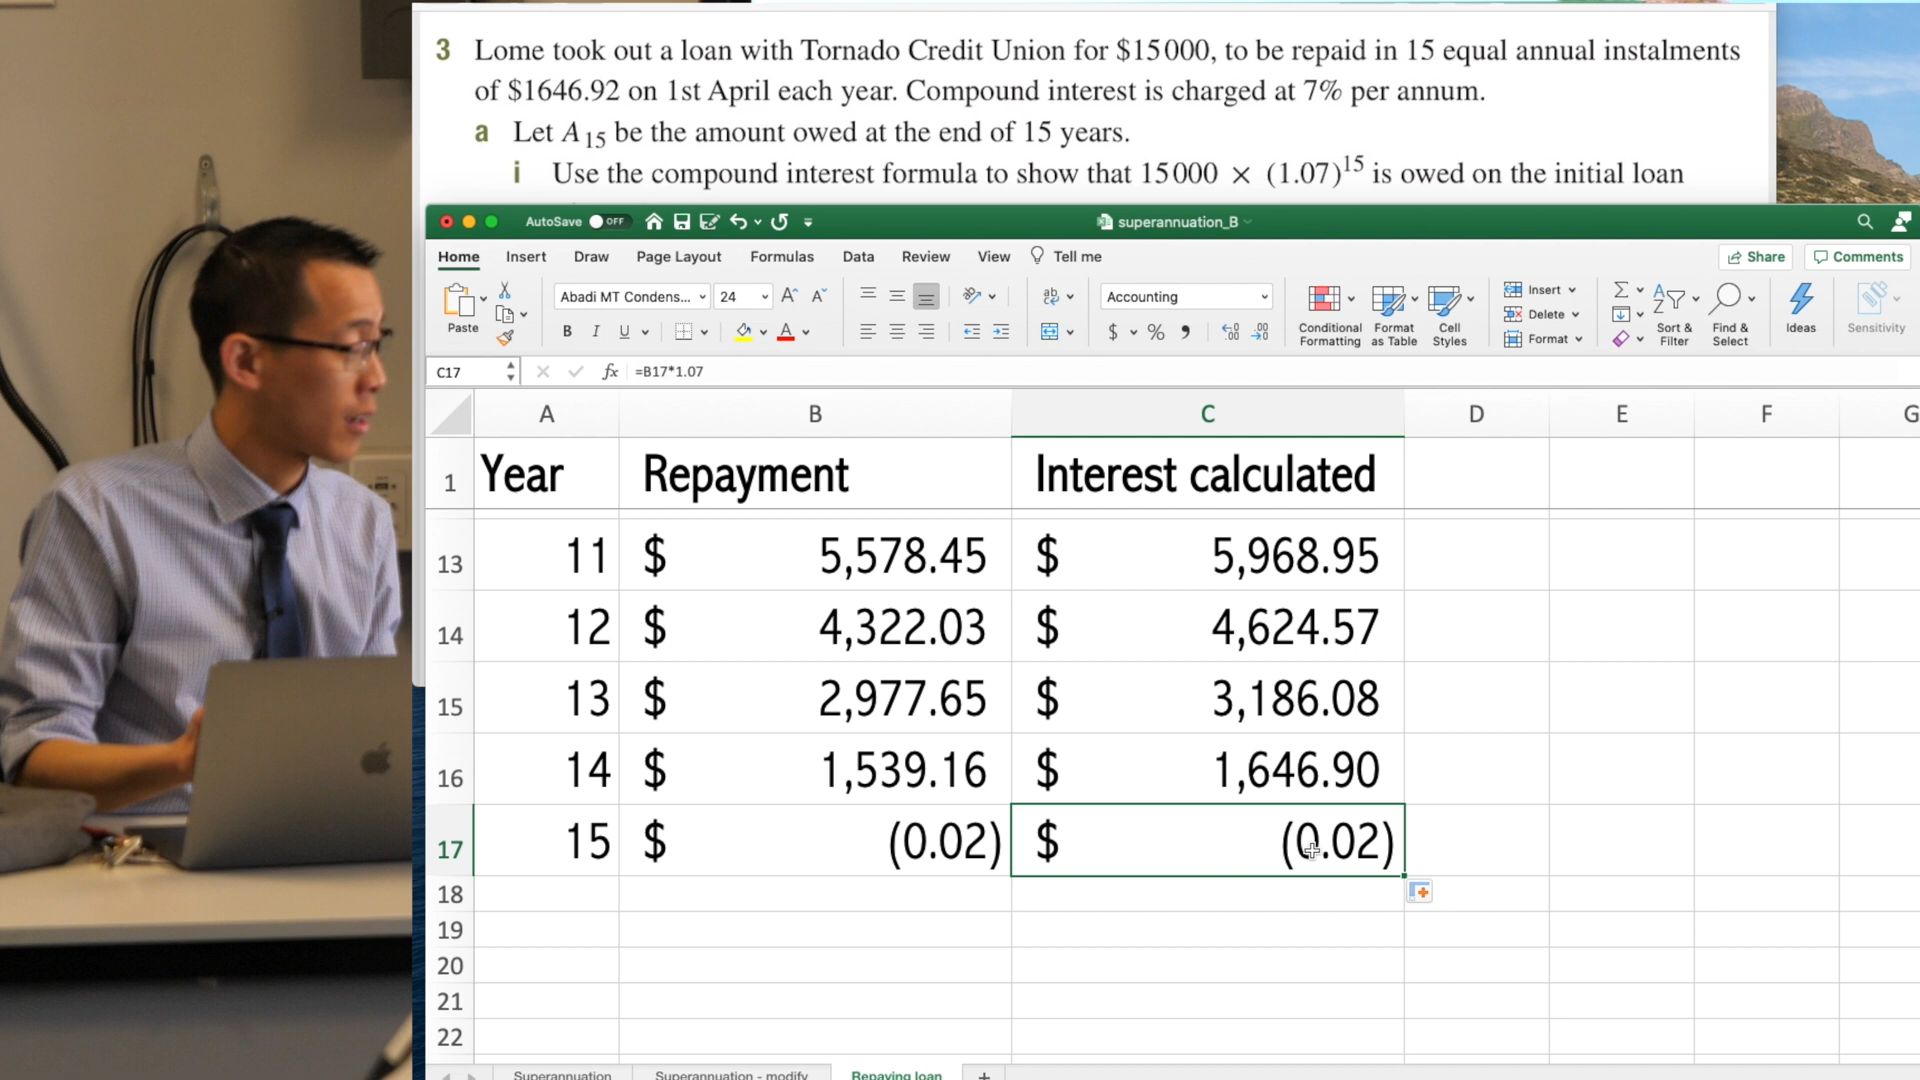 3 Lome took out a loan with Tornado Credit Union for $15000, to be repaid in 15 equal annual instalments
of $1646.92 on 1st April each year. Compound interest is charged at 7% per annum.
a Let A15 be the amount owed at the end of 15 years.
i Use the compound interest formula to show that 15000 × (1.07)^15 is owed on the initial loan
AutoSave OFF superannuation_B
Home Insert Draw Page Layout Formulas Data Review View Tell me Share Comments
Paste Abadi MT Condens... 24 A A ab Accounting Insert Σ A Z
B I U A $ % , .00 .0 Delete
Conditional Formatting Format as Table Cell Styles Format Sort & Filter Find & Select Ideas Sensitivity
C17 fx =B17*1.07
A B C D E F G
1 Year Repayment Interest calculated
13 11 $ 5,578.45 $ 5,968.95
14 12 $ 4,322.03 $ 4,624.57
15 13 $ 2,977.65 $ 3,186.08
16 14 $ 1,539.16 $ 1,646.90
17 15 $ (0.02) $ (0.02)
18
19
20
21
22
Superannuation Superannuation - modify Repaying loan +